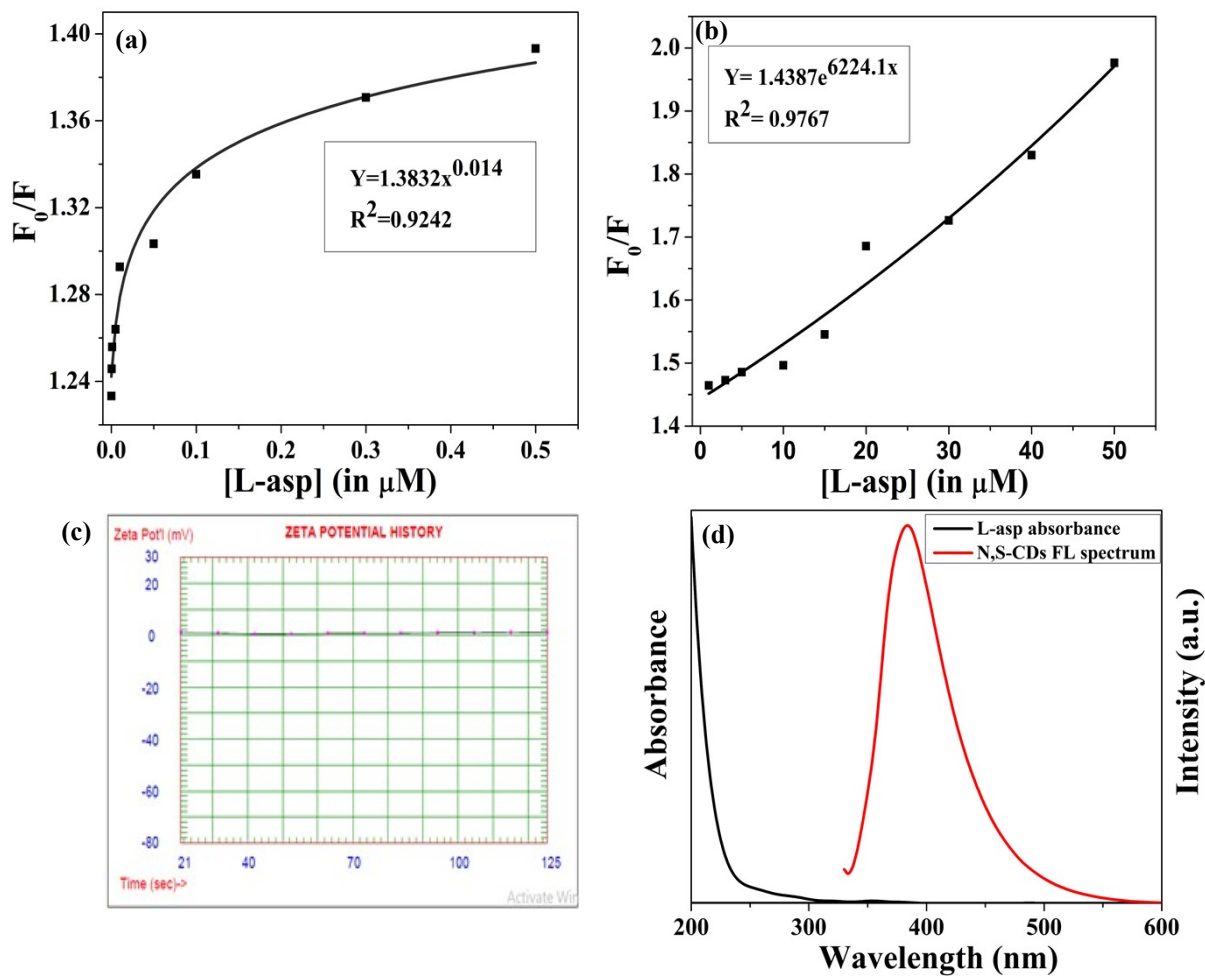 (a)
1.40
1.36
1.32
1.28
1.24
F₀/F
Y=1.3832x^0.014
R²=0.9242
0.0 0.1 0.2 0.3 0.4 0.5
[L-asp] (in μM)
(b)
2.0
1.9
1.8
1.7
1.6
1.5
1.4
F₀/F
Y= 1.4387e^6224.1x
R²= 0.9767
0 10 20 30 40 50
[L-asp] (in μM)
(c)
Zeta Pot'l (mV)
ZETA POTENTIAL HISTORY
30
20
0
-20
-40
-60
-80
21 40 70 100 125
Time (sec)->
Activate Wir
(d)
L-asp absorbance
N,S-CDs FL spectrum
Absorbance
Intensity (a.u.)
200 300 400 500 600
Wavelength (nm)